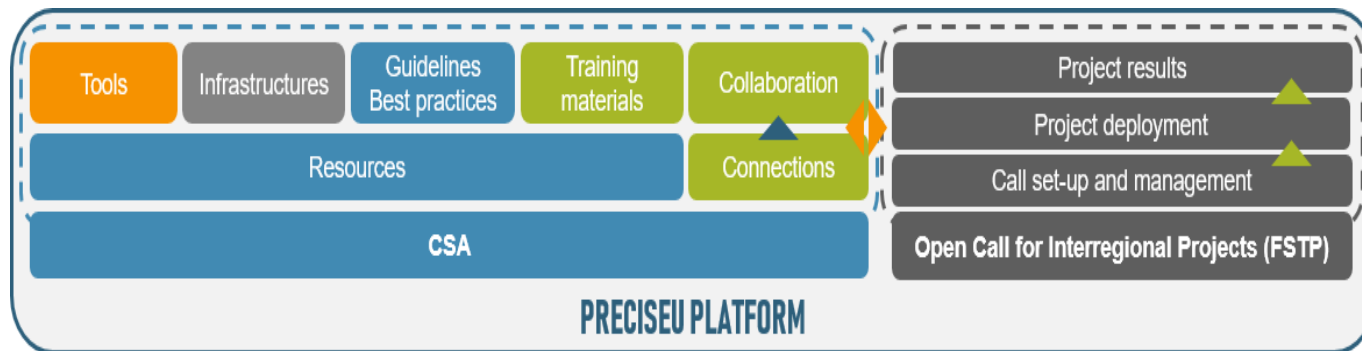 Tools
Infrastructures
Guidelines
Best practices
Training
materials
Collaboration
Resources
Connections
CSA
Project results
Project deployment
Call set-up and management
Open Call for Interregional Projects (FSTP)
PRECISEU PLATFORM